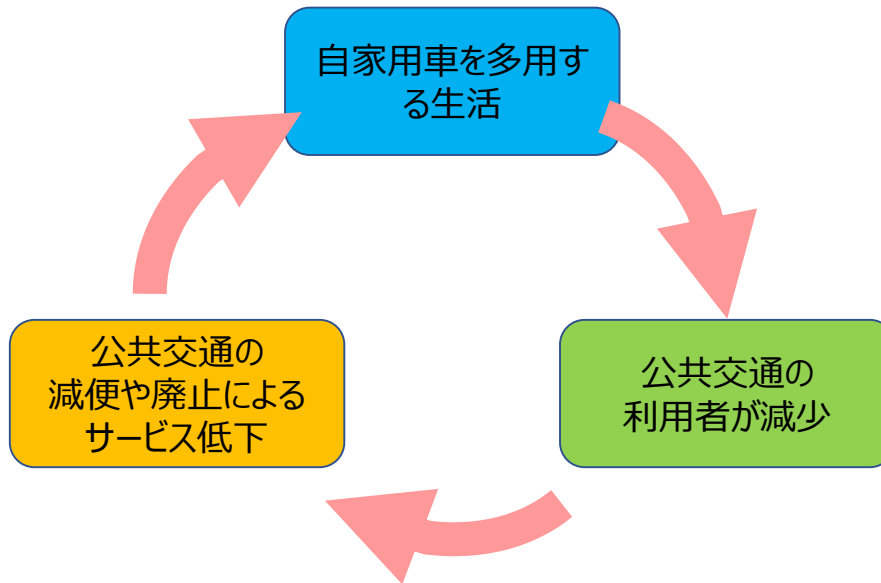 自家用車を多用す
る生活
公共交通の
利用者が減少
公共交通の
減便や廃止による
サービス低下